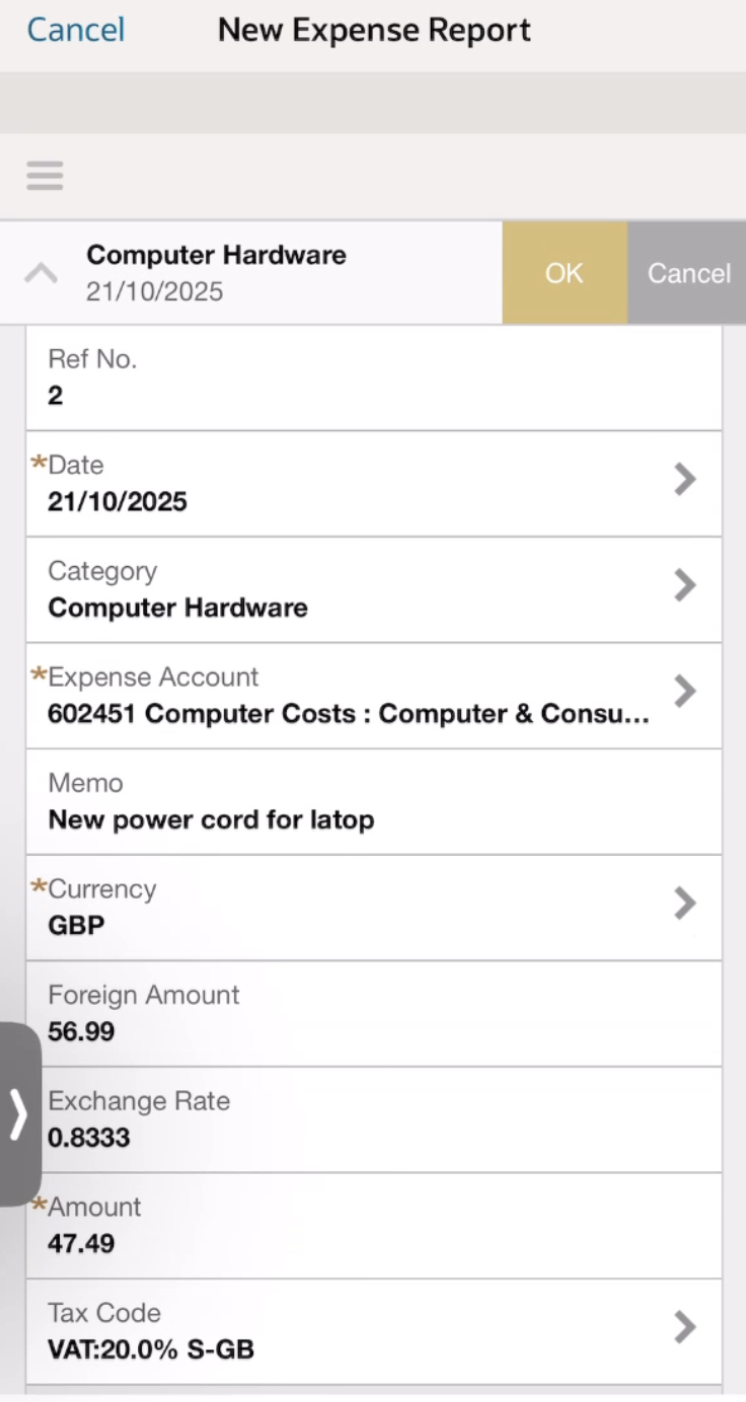 Cancel New Expense Report
Computer Hardware
21/10/2025
OK Cancel
Ref No.
2
*Date
21/10/2025
Category
Computer Hardware
*Expense Account
602451 Computer Costs : Computer & Consu...
Memo
New power cord for latop
*Currency
GBP
Foreign Amount
56.99
Exchange Rate
0.8333
*Amount
47.49
Tax Code
VAT:20.0% S-GB